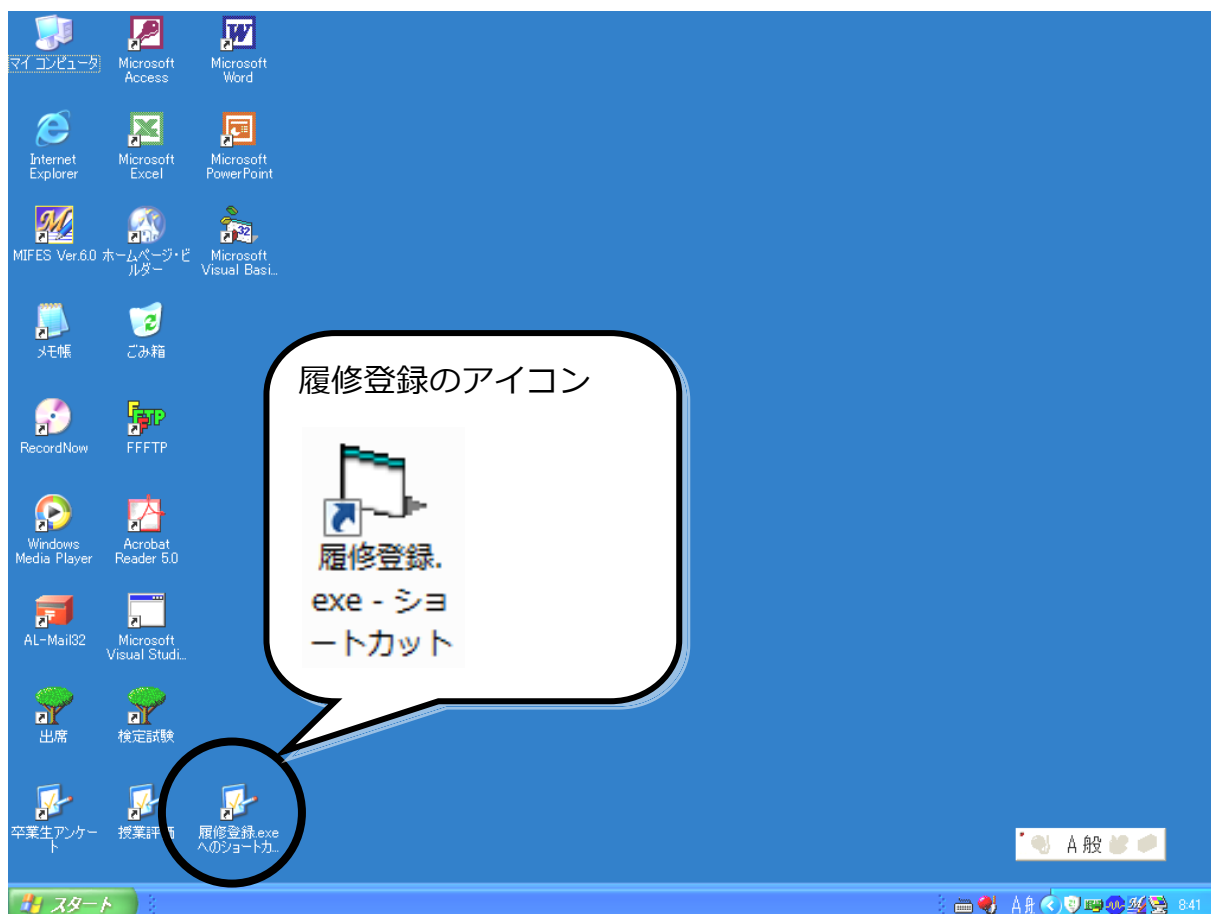 マイ コンピュータ
Microsoft
Access
Microsoft
Word
Internet
Explorer
Microsoft
Excel
Microsoft
PowerPoint
MIFES Ver.6.0
ホームページ・ビ
ルダー
32
Microsoft
Visual Basi...
メモ帳
ごみ箱
RecordNow
FFFTP
Windows
Media Player
Acrobat
Reader 5.0
AL-Mail32
Microsoft
Visual Studi...
出席
検定試験
卒業生アンケー
ト
授業評価
履修登録.exe
へのショートカ...
履修登録のアイコン
履修登録.
exe - ショ
ートカット
A 般
スタート
A 般
8:41